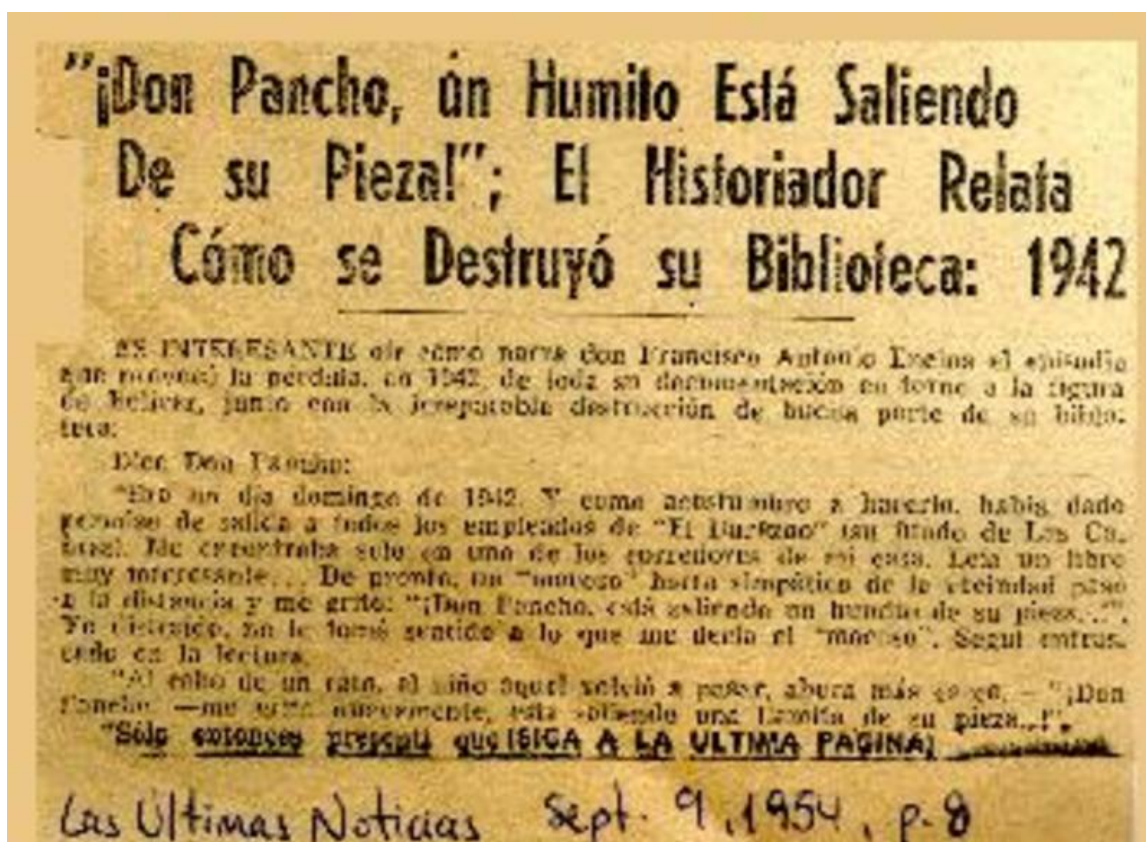 "¡Don Pancho, un Humito Está Saliendo
De su Pieza!"; El Historiador Relata
Cómo se Destruyó su Biblioteca: 1942
ES INTERESANTE oir cómo narra don Francisco Antonio Encina el episodio
que provocó la pérdida, en 1942, de toda su documentación en torno a la figura
de Bolívar, junto con la irreparable destrucción de buena parte de su biblio-
teca:
Dice Don Pancho:
"Era un día domingo de 1942. Y como acostumbro a hacerlo, había dado
permiso de salida a todos los empleados de "El Durazno" (su fundo de Las Ca-
Me encontraba solo en uno de los corredores de mi casa. Leía un libro
muy interesante... De pronto, un "mocoso" harto simpático de la vecindad pasó
a la distancia y me gritó: "¡Don Pancho, está saliendo un humito de su pieza...!".
Yo distraído, no le tomé sentido a lo que me decía el "mocoso". Seguí enfras-
cado en la lectura.
"Al cabo de un rato, el niño aquel volvió a pasar, ahora más cerca. — "¡Don
Pancho! —me gritó nuevamente, está saliendo una llamita de su pieza..!".
"Sólo entonces presentí que (SIGA A LA ULTIMA PAGINA)
Las Ultimas Noticias Sept. 9, 1954, p. 8